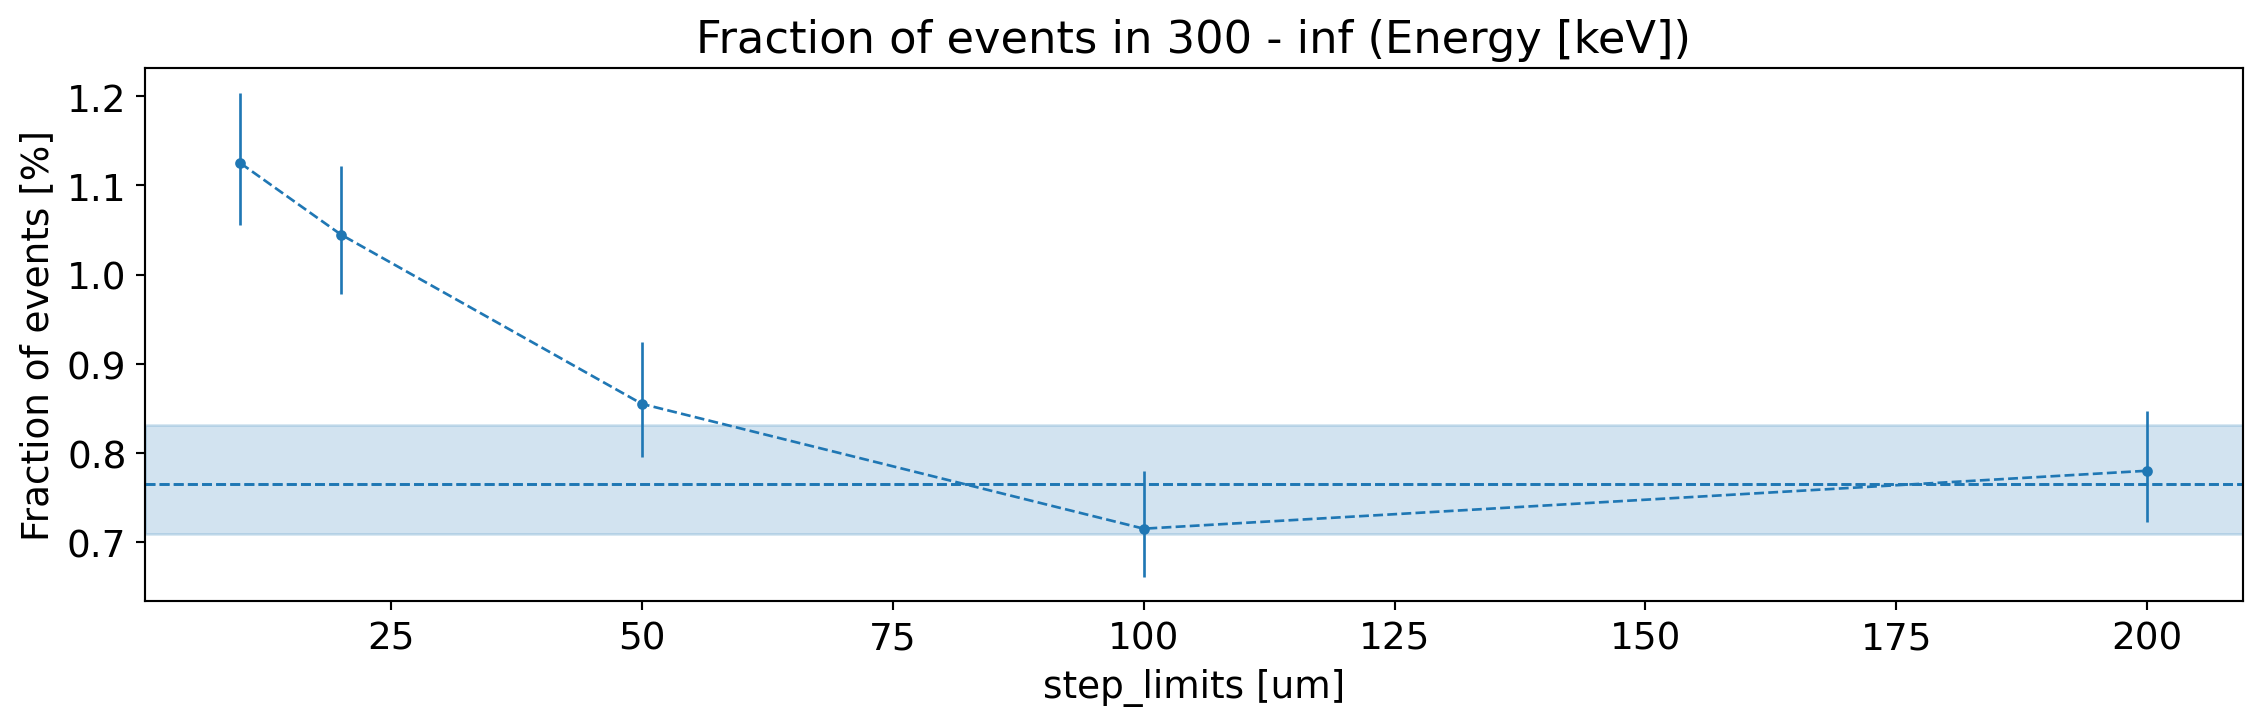 Fraction of events in 300 - inf (Energy [keV])
Fraction of events [%]
1.2
1.1
1.0
0.9
0.8
0.7
25 50 75 100 125 150 175 200
step_limits [um]